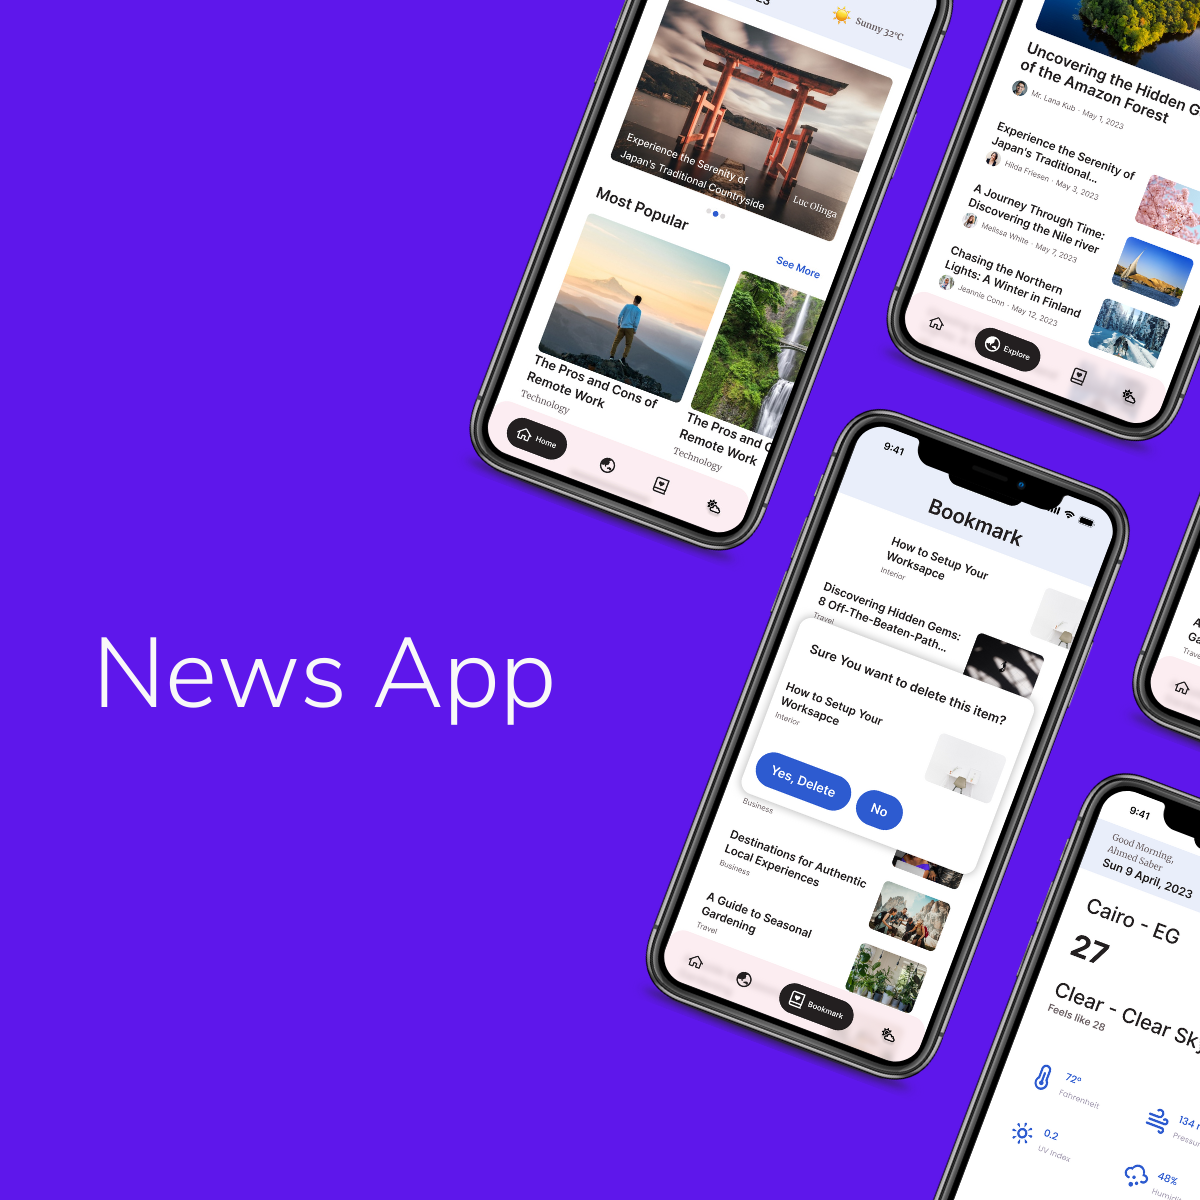 News App
Sunny 32°C
Experience the Serenity of
Japan's Traditional Countryside
Luc Olinga
Most Popular
See More
The Pros and Cons of
Remote Work
Technology
The Pros and C
Remote Work
Technology
Home
Uncovering the Hidden G
of the Amazon Forest
Mr. Lana Kub · May 1, 2023
Experience the Serenity of
Japan's Traditional...
Hilda Friesen · May 3, 2023
A Journey Through Time:
Discovering the Nile river
Melissa White · May 7, 2023
Chasing the Northern
Lights: A Winter in Finland
Jeannie Conn · May 12, 2023
Explore
9:41
Bookmark
How to Setup Your
Worksapce
Interior
Discovering Hidden Gems:
8 Off-The-Beaten-Path...
Travel
Sure You want to delete this item?
How to Setup Your
Worksapce
Interior
Yes, Delete
No
Business
Destinations for Authentic
Local Experiences
Business
A Guide to Seasonal
Gardening
Travel
Bookmark
A
Ga
Trave
9:41
Good Morning,
Ahmed Saber
Sun 9 April, 2023
Cairo - EG
27
Clear - Clear Sky
Feels like 28
72°
Fahrenheit
134
Pressur
0.2
UV Index
48%
Humidi